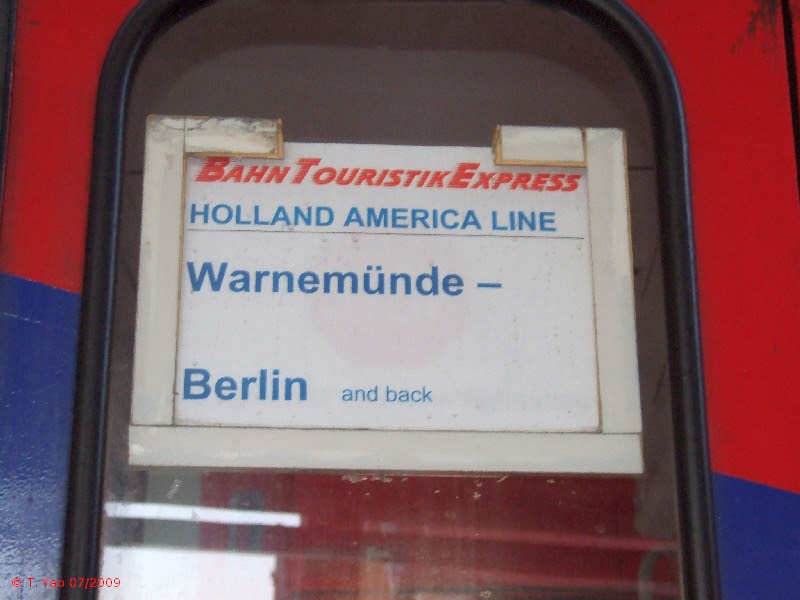 BAHN TOURISTIK EXPRESS
HOLLAND AMERICA LINE
Warnemünde –
Berlin and back
© T. Yao 07/2009